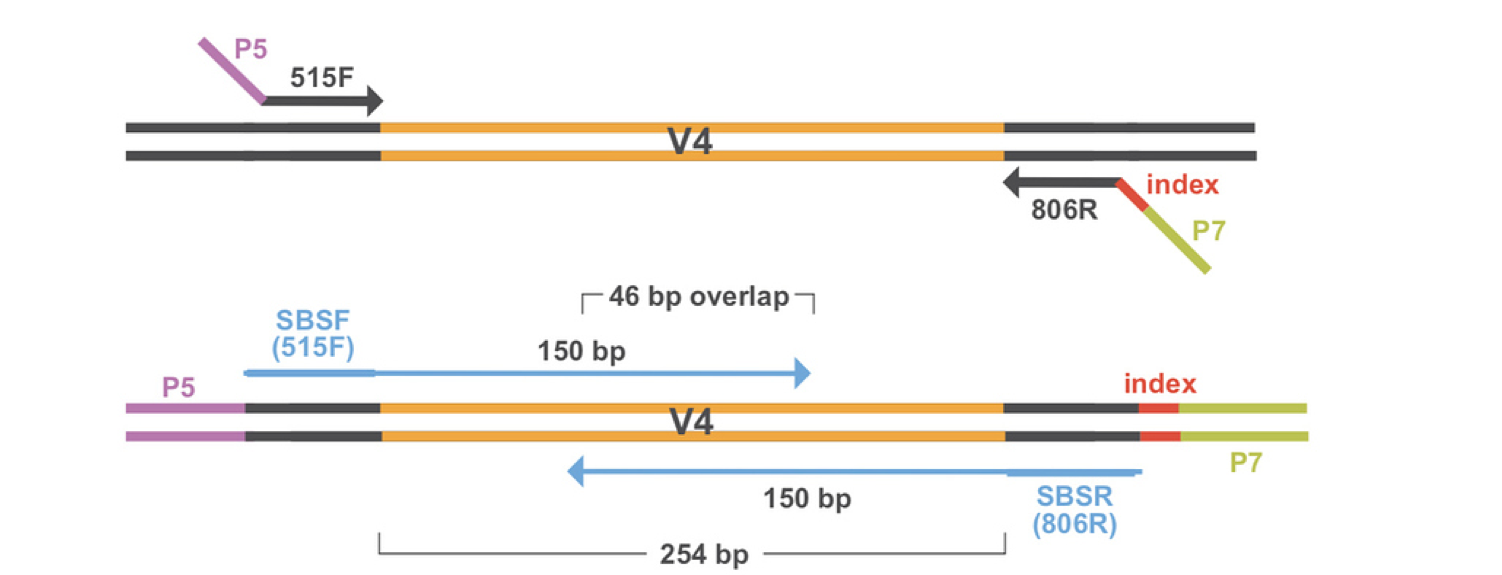 P5
515F
V4
index
806R
P7
46 bp overlap
SBSF
(515F)
150 bp
P5
index
V4
P7
150 bp
SBSR
(806R)
254 bp